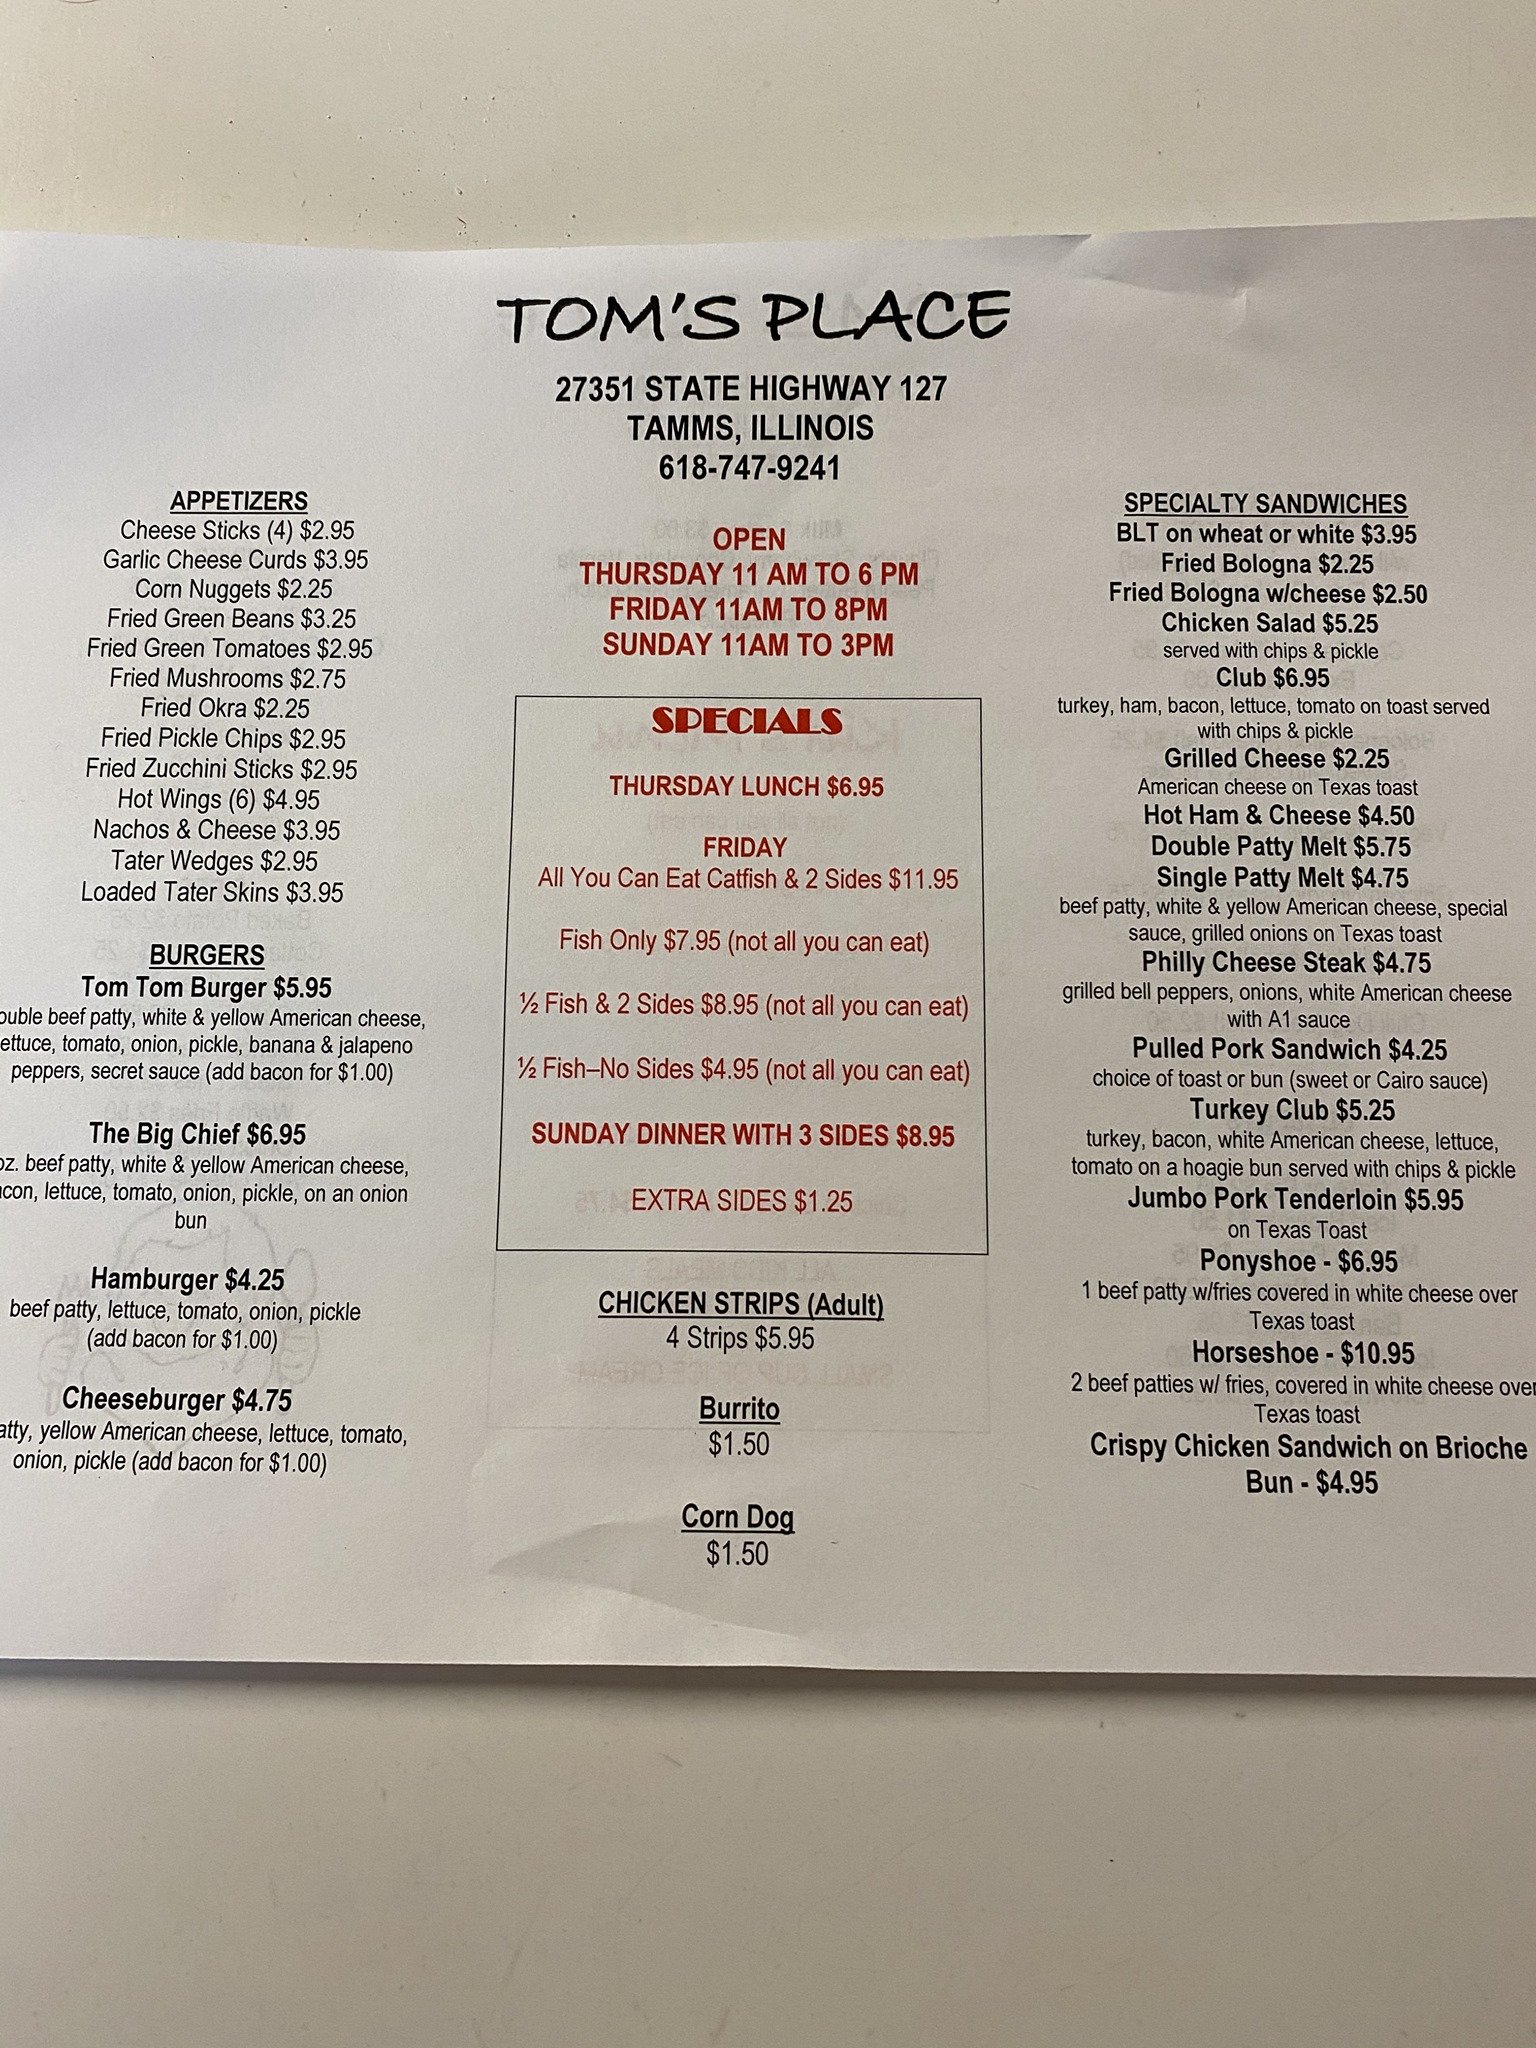 TOM'S PLACE
27351 STATE HIGHWAY 127
TAMMS, ILLINOIS
618-747-9241
APPETIZERS
Cheese Sticks (4) $2.95
Garlic Cheese Curds $3.95
Corn Nuggets $2.25
Fried Green Beans $3.25
Fried Green Tomatoes $2.95
Fried Mushrooms $2.75
Fried Okra $2.25
Fried Pickle Chips $2.95
Fried Zucchini Sticks $2.95
Hot Wings (6) $4.95
Nachos & Cheese $3.95
Tater Wedges $2.95
Loaded Tater Skins $3.95
BURGERS
Tom Tom Burger $5.95
ouble beef patty, white & yellow American cheese,
ettuce, tomato, onion, pickle, banana & jalapeno
peppers, secret sauce (add bacon for $1.00)
The Big Chief $6.95
oz. beef patty, white & yellow American cheese,
acon, lettuce, tomato, onion, pickle, on an onion
bun
Hamburger $4.25
beef patty, lettuce, tomato, onion, pickle
(add bacon for $1.00)
Cheeseburger $4.75
atty, yellow American cheese, lettuce, tomato,
onion, pickle (add bacon for $1.00)
OPEN
THURSDAY 11 AM TO 6 PM
FRIDAY 11AM TO 8PM
SUNDAY 11AM TO 3PM
SPECIALS
THURSDAY LUNCH $6.95
FRIDAY
All You Can Eat Catfish & 2 Sides $11.95
Fish Only $7.95 (not all you can eat)
½ Fish & 2 Sides $8.95 (not all you can eat)
½ Fish–No Sides $4.95 (not all you can eat)
SUNDAY DINNER WITH 3 SIDES $8.95
EXTRA SIDES $1.25
CHICKEN STRIPS (Adult)
4 Strips $5.95
Burrito
$1.50
Corn Dog
$1.50
SPECIALTY SANDWICHES
BLT on wheat or white $3.95
Fried Bologna $2.25
Fried Bologna w/cheese $2.50
Chicken Salad $5.25
served with chips & pickle
Club $6.95
turkey, ham, bacon, lettuce, tomato on toast served
with chips & pickle
Grilled Cheese $2.25
American cheese on Texas toast
Hot Ham & Cheese $4.50
Double Patty Melt $5.75
Single Patty Melt $4.75
beef patty, white & yellow American cheese, special
sauce, grilled onions on Texas toast
Philly Cheese Steak $4.75
grilled bell peppers, onions, white American cheese
with A1 sauce
Pulled Pork Sandwich $4.25
choice of toast or bun (sweet or Cairo sauce)
Turkey Club $5.25
turkey, bacon, white American cheese, lettuce,
tomato on a hoagie bun served with chips & pickle
Jumbo Pork Tenderloin $5.95
on Texas Toast
Ponyshoe - $6.95
1 beef patty w/fries covered in white cheese over
Texas toast
Horseshoe - $10.95
2 beef patties w/ fries, covered in white cheese over
Texas toast
Crispy Chicken Sandwich on Brioche
Bun - $4.95